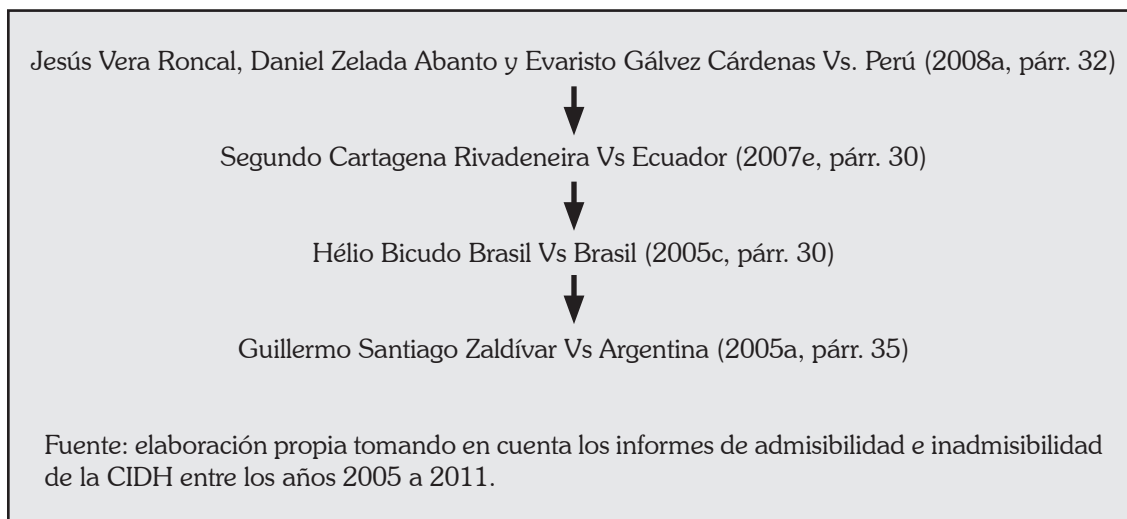 Jesús Vera Roncal, Daniel Zelada Abanto y Evaristo Gálvez Cárdenas Vs. Perú (2008a, párr. 32)
Segundo Cartagena Rivadeneira Vs Ecuador (2007e, párr. 30)
Hélio Bicudo Brasil Vs Brasil (2005c, párr. 30)
Guillermo Santiago Zaldívar Vs Argentina (2005a, párr. 35)
Fuente: elaboración propia tomando en cuenta los informes de admisibilidad e inadmisibilidad
de la CIDH entre los años 2005 a 2011.